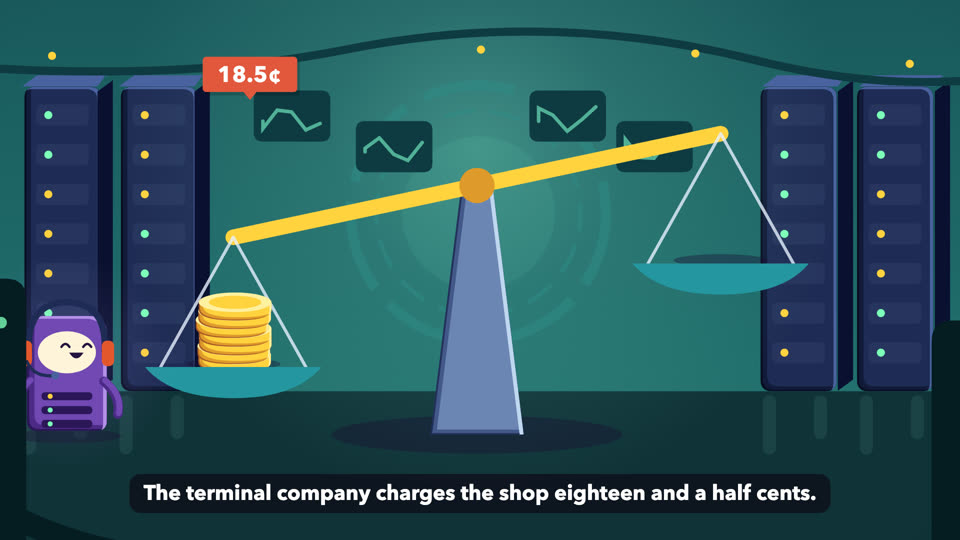 18.5¢
The terminal company charges the shop eighteen and a half cents.